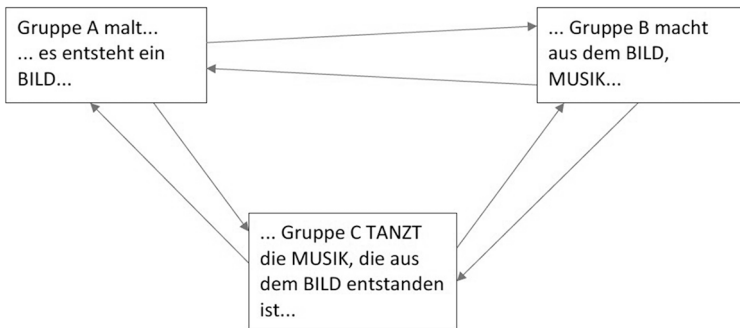 Gruppe A malt...
... es entsteht ein
BILD...
... Gruppe B macht
aus dem BILD,
MUSIK...
... Gruppe C TANZT
die MUSIK, die aus
dem BILD entstanden
ist...